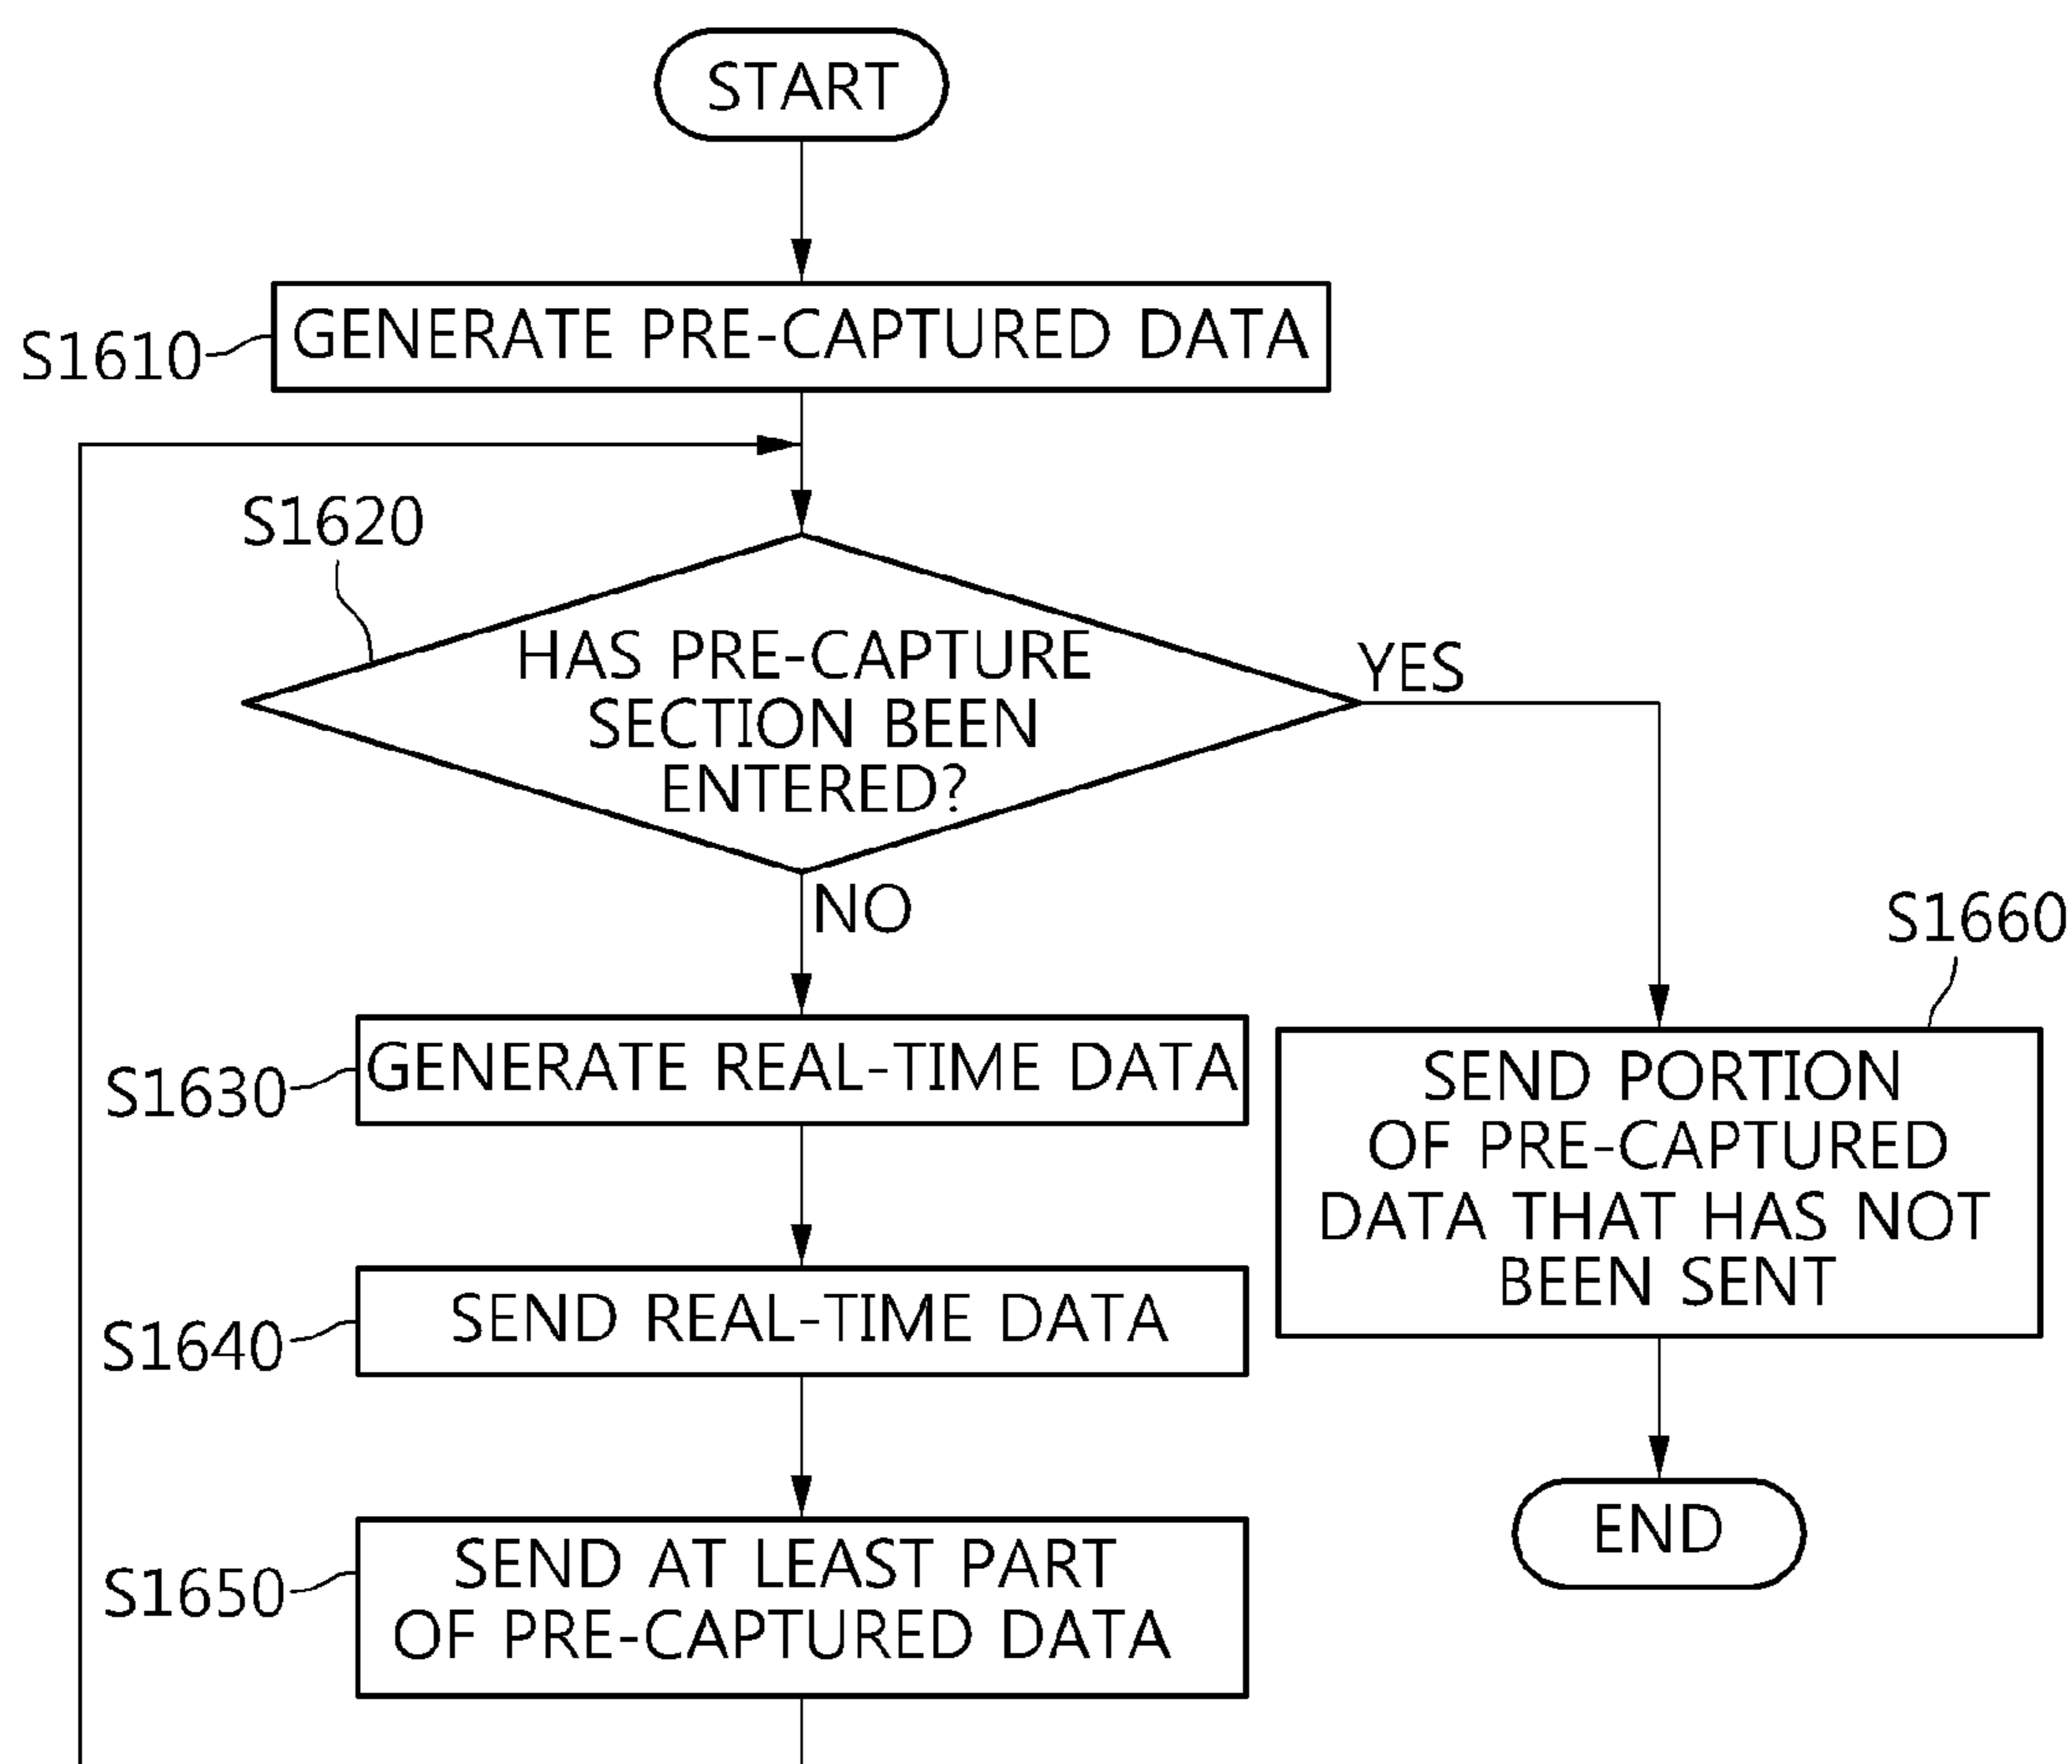 START
S1610
GENERATE PRE-CAPTURED DATA
S1620
HAS PRE-CAPTURE
SECTION BEEN
ENTERED?
YES
NO
S1630
GENERATE REAL-TIME DATA
S1640
SEND REAL-TIME DATA
S1650
SEND AT LEAST PART
OF PRE-CAPTURED DATA
S1660
SEND PORTION
OF PRE-CAPTURED
DATA THAT HAS NOT
BEEN SENT
END